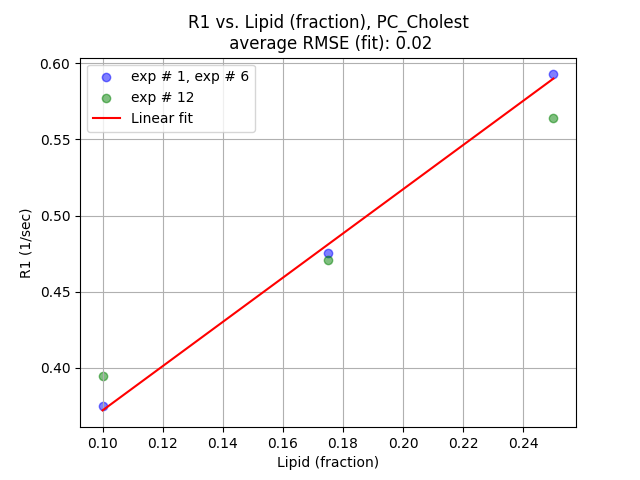 R1 vs. Lipid (fraction), PC_Cholest
average RMSE (fit): 0.02
R1 (1/sec)
0.60
0.55
0.50
0.45
0.40
exp # 1, exp # 6
exp # 12
Linear fit
0.10 0.12 0.14 0.16 0.18 0.20 0.22 0.24
Lipid (fraction)